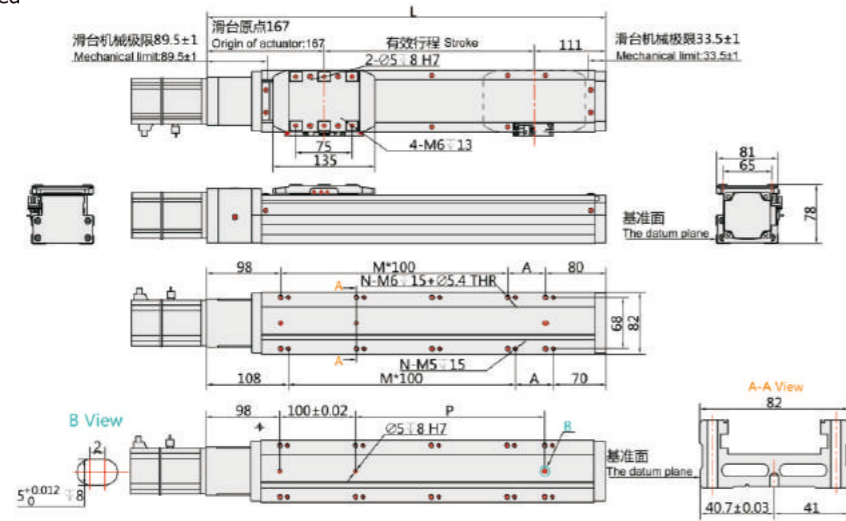 L
滑台原点167
Origin of actuator:167
有效行程 Stroke
111
滑台机械极限89.5±1
Mechanical limit:89.5±1
滑台机械极限33.5±1
Mechanical limit:33.5±1
2-∅5↧8 H7
4-M6↧13
75
135
81
65
78
基准面
The datum plane
98
M*100
A
80
N-M6↧15+∅5.4 THR
A
68
82
N-M5↧15
A
108
M*100
A
70
A-A View
82
B View
98
100±0.02
P
∅5↧8 H7
B
2
5+0.012 0 ↧8
基准面
The datum plane
40.7±0.03
41